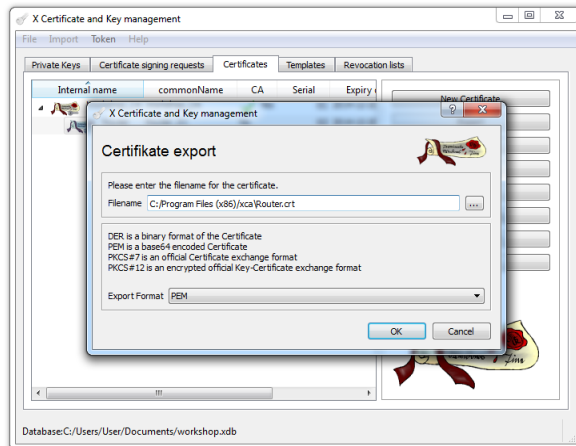 X Certificate and Key management
File Import Token Help
Private Keys Certificate signing requests Certificates Templates Revocation lists
Internal name commonName CA Serial Expiry
New Certificate
X Certificate and Key management
Certifikate export
Please enter the filename for the certificate.
Filename C:/Program Files (x86)/xca\Router.crt ...
DER is a binary format of the Certificate
PEM is a base64 encoded Certificate
PKCS#7 is an official Certificate exchange format
PKCS#12 is an encrypted official Key-Certificate exchange format
Export Format PEM
OK Cancel
Database:C:/Users/User/Documents/workshop.xdb